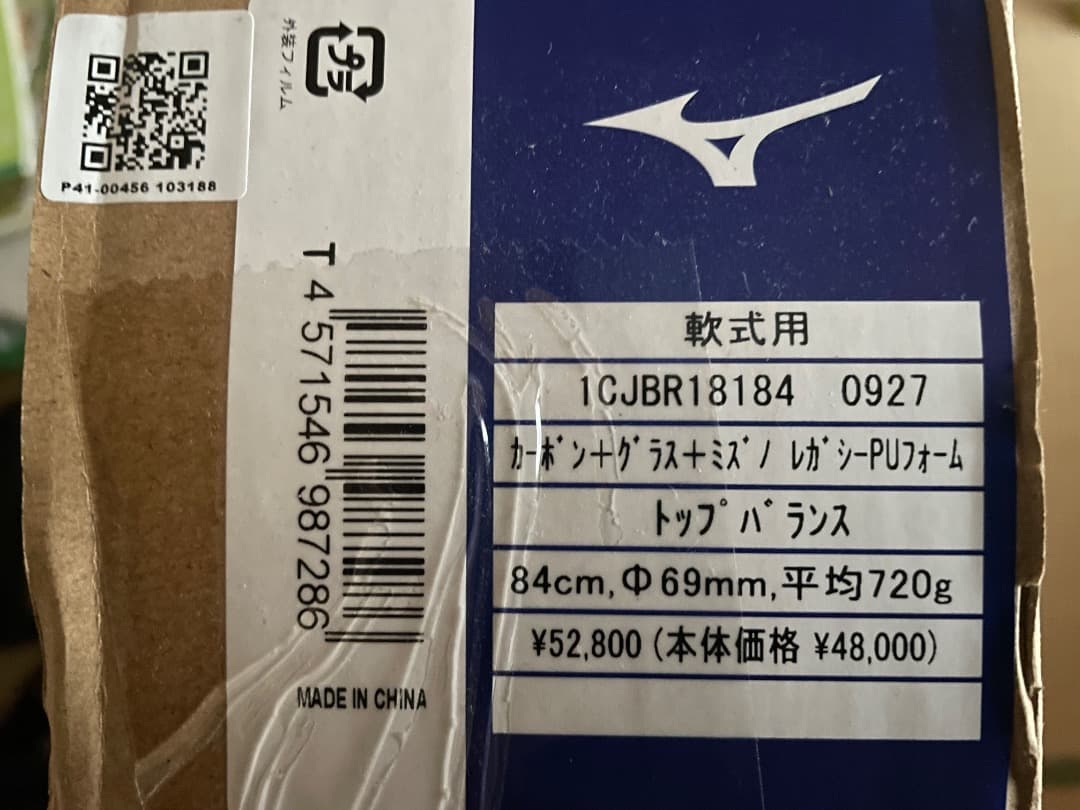 P41-00456 103188
プラ
外装フィルム
T 4 571546 987286
MADE IN CHINA
軟式用
1CJBR18184 0927
カーボン+グラス+ミズノ レガシーPUフォーム
トップバランス
84cm,Φ69mm,平均720g
¥52,800 (本体価格 ¥48,000)